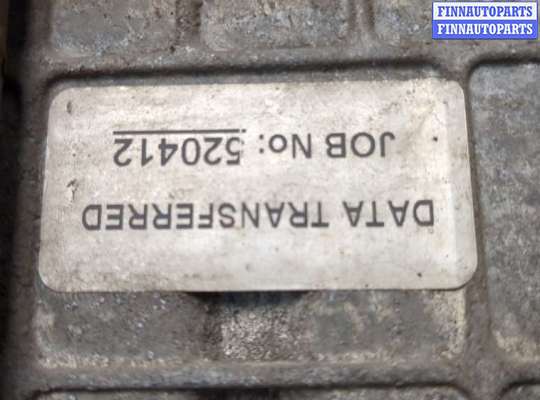 FINNAUTOPARTS
FINNAUTOPARTS
DATA TRANSFERRED
JOB No: 520412